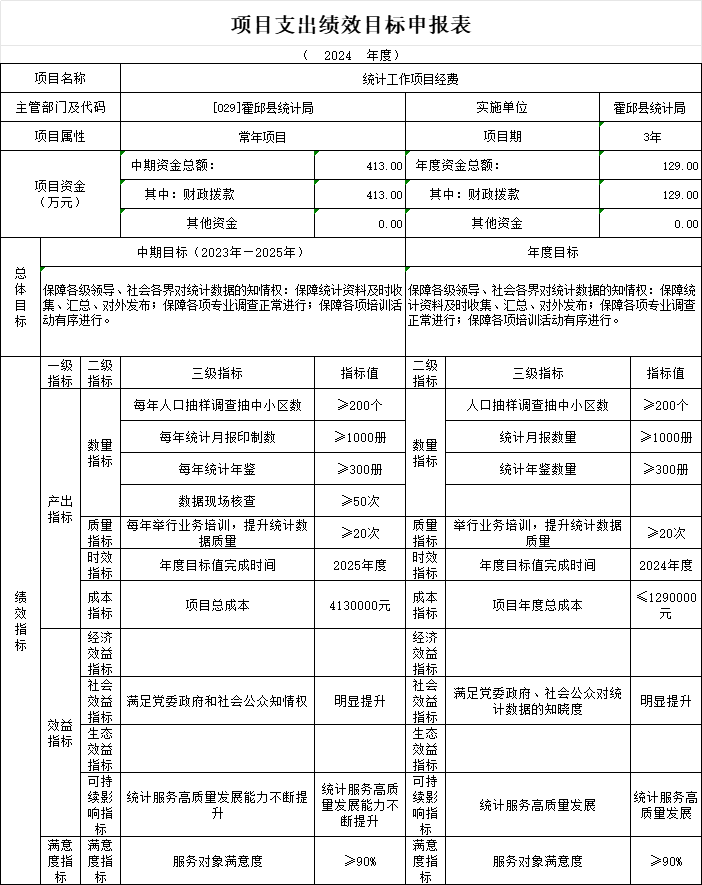 项目支出绩效目标申报表
（ 2024 年度）
项目名称 统计工作项目经费
主管部门及代码 [029]霍邱县统计局 实施单位 霍邱县统计局
项目属性 常年项目 项目期 3年
项目资金
（万元）
中期资金总额： 413.00 年度资金总额： 129.00
其中：财政拨款 413.00 其中：财政拨款 129.00
其他资金 0.00 其他资金 0.00
总体目标
中期目标（2023年－2025年） 年度目标
保障各级领导、社会各界对统计数据的知情权：保障统计资料及时收
集、汇总、对外发布；保障各项专业调查正常进行；保障各项培训活
动有序进行。
保障各级领导、社会各界对统计数据的知情权：保障统
计资料及时收集、汇总、对外发布；保障各项专业调查
正常进行；保障各项培训活动有序进行。
绩效指标
一级
指标
二级
指标
三级指标 指标值
二级
指标
三级指标 指标值
产出
指标
数量
指标
每年人口抽样调查抽中小区数 ≥200个
数量
指标
人口抽样调查抽中小区数 ≥200个
每年统计月报印制数 ≥1000册 统计月报数量 ≥1000册
每年统计年鉴 ≥300册 统计年鉴数量 ≥300册
数据现场核查 ≥50次
质量
指标
每年举行业务培训，提升统计数
据质量
≥20次
质量
指标
举行业务培训，提升统计数据
质量
≥20次
时效
指标
年度目标值完成时间 2025年度
时效
指标
年度目标值完成时间 2024年度
成本
指标
项目总成本 4130000元
成本
指标
项目年度总成本
≤1290000
元
效益
指标
经济
效益
指标
经济
效益
指标
社会
效益
指标
满足党委政府和社会公众知情权 明显提升
社会
效益
指标
满足党委政府、社会公众对统
计数据的知晓度
明显提升
生态
效益
指标
生态
效益
指标
可持
续影
响指
标
统计服务高质量发展能力不断提
升
统计服务高质
量发展能力不
断提升
可持
续影
响指
标
统计服务高质量发展
统计服务高
质量发展
满意
度指
标
满意
度指
标
服务对象满意度 ≥90%
满意
度指
标
服务对象满意度 ≥90%